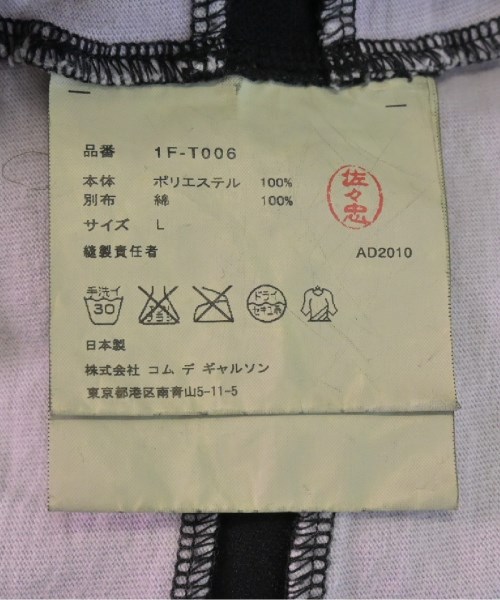 品番 1F-T006
本体 ポリエステル 100%
別布 綿 100%
サイズ L
佐々忠
縫製責任者 AD2010
手洗イ
30
ドライ
セキユ系
日本製
株式会社 コム デ ギャルソン
東京都港区南青山5-11-5